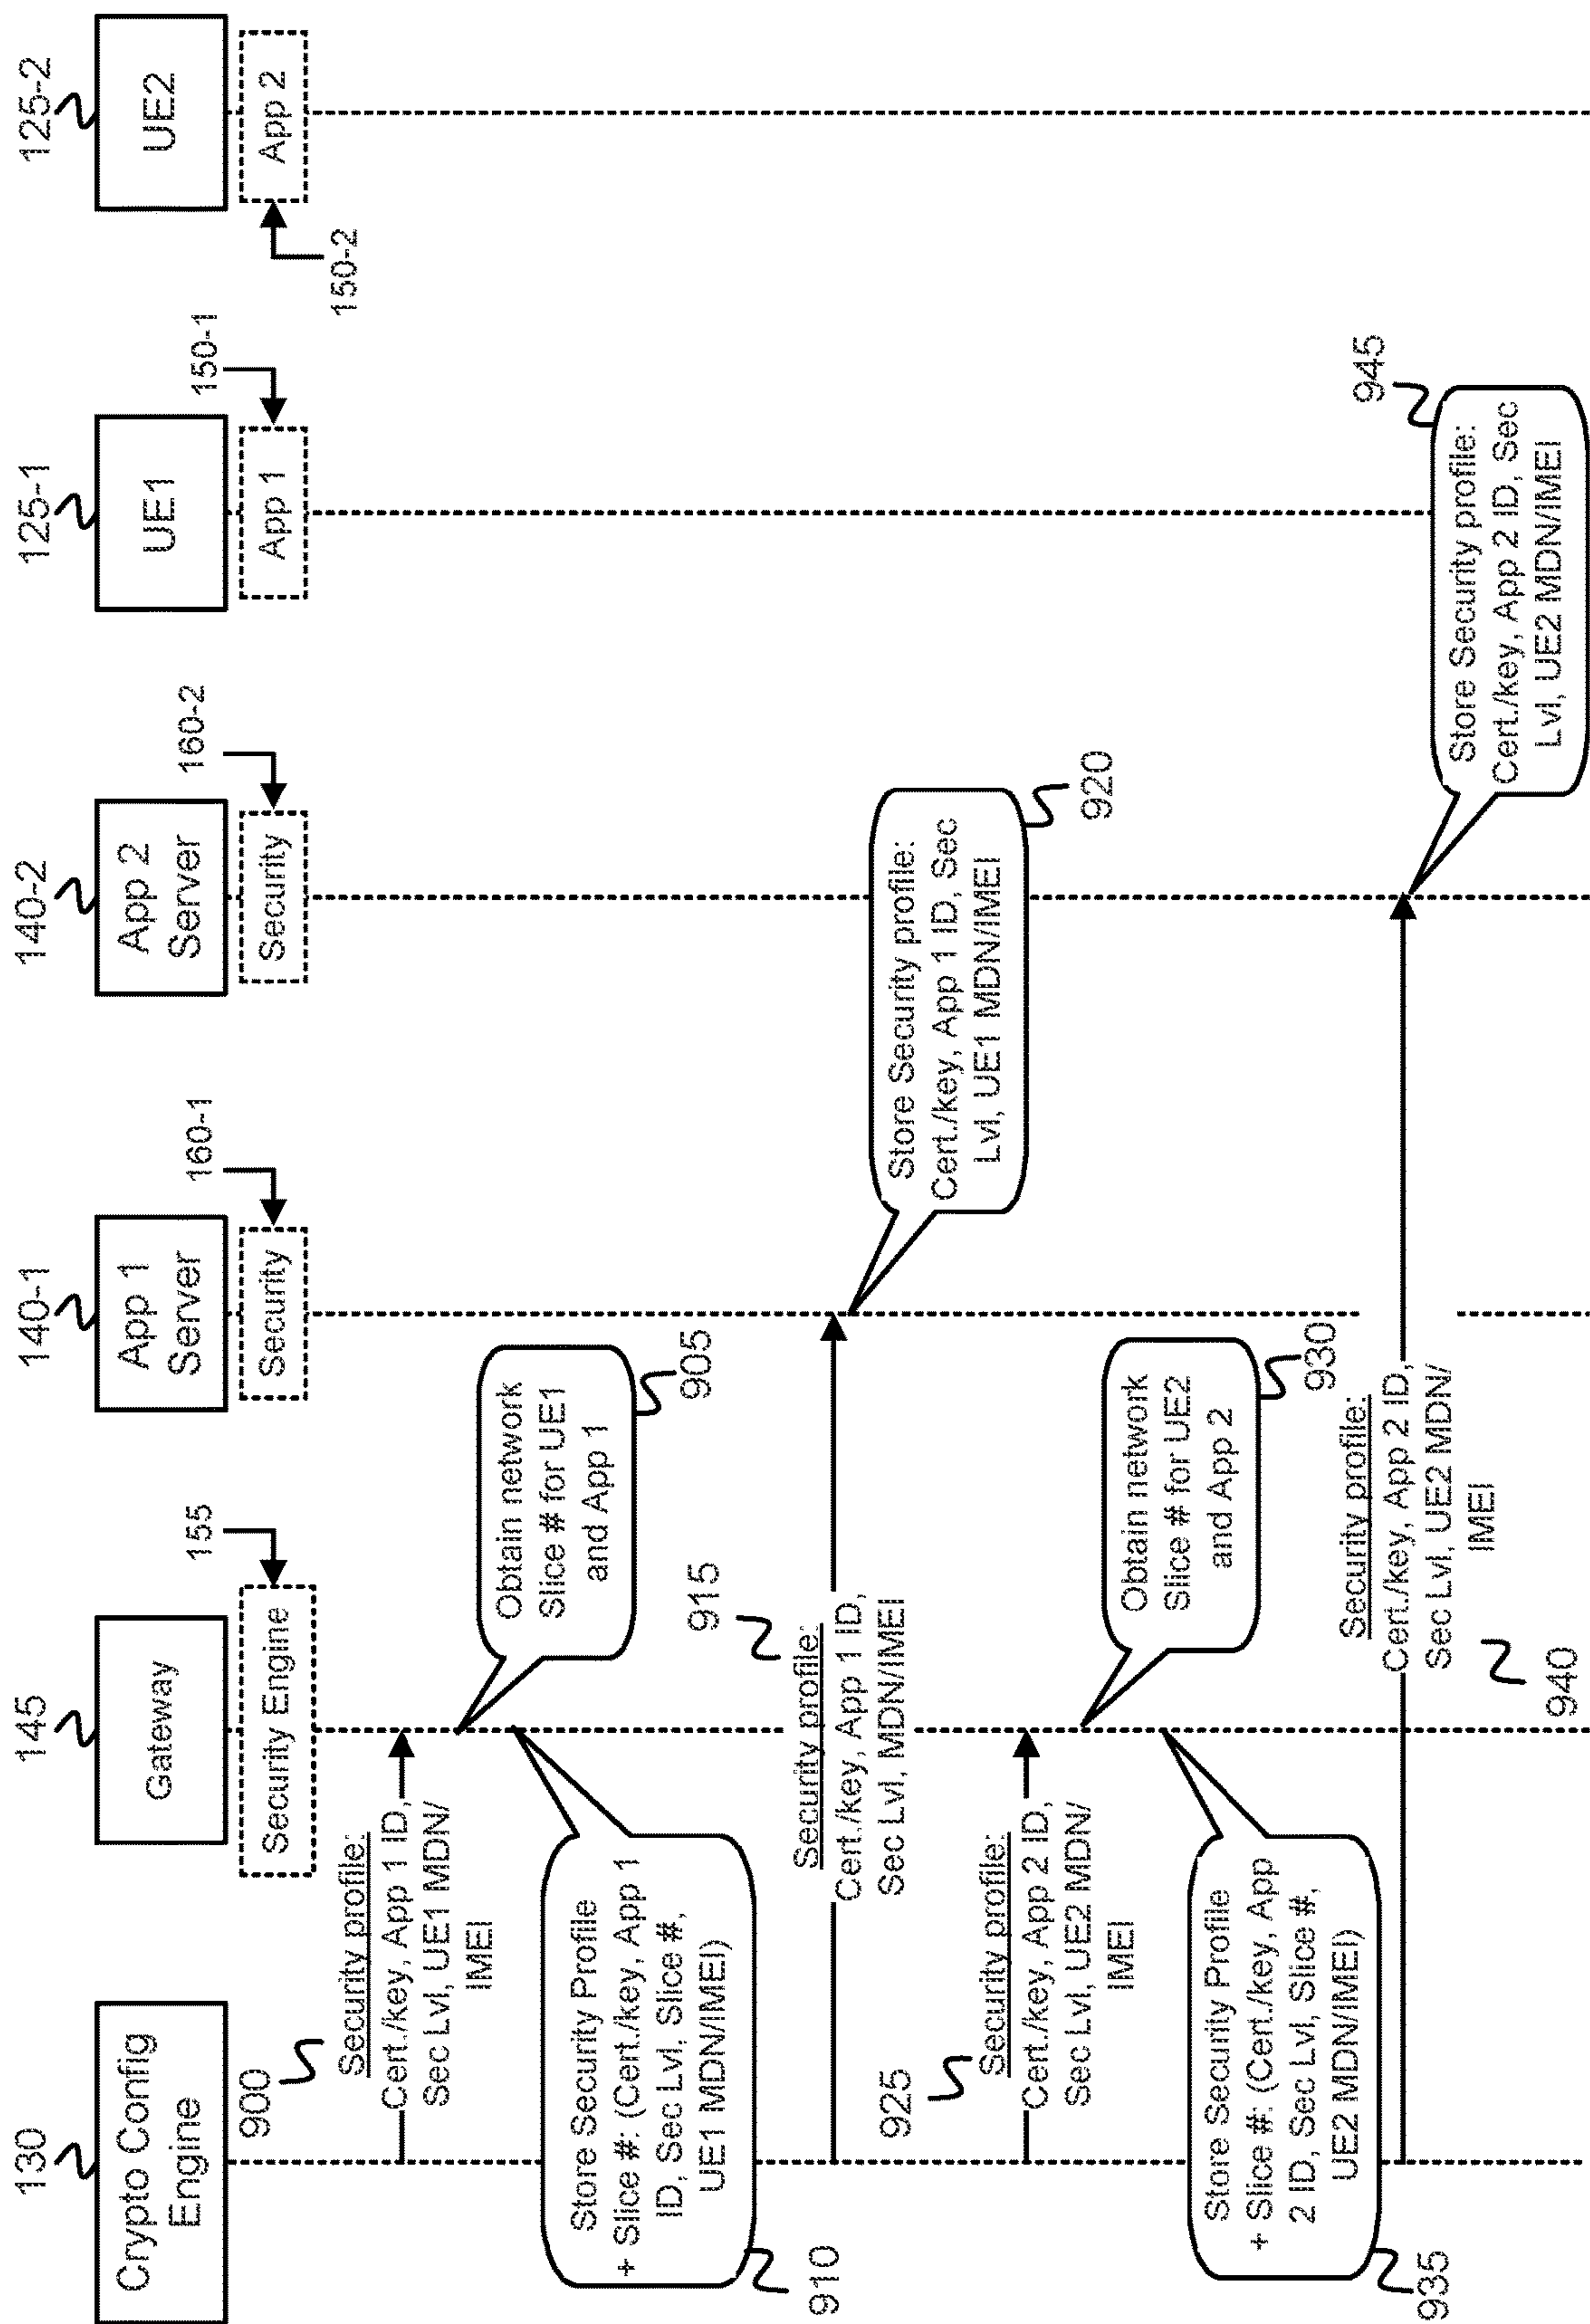 130
Crypto Config
Engine
145
Gateway
Security Engine
155
140-1
App 1
Server
Security
160-1
140-2
App 2
Server
Security
160-2
125-1
UE1
App 1
150-1
125-2
UE2
App 2
150-2
900
Security profile:
Cert./key, App 1 ID,
Sec Lvl, UE1 MDN/
IMEI
Obtain network
Slice # for UE1
and App 1
905
Store Security Profile
+ Slice #: (Cert./key, App 1
ID, Sec Lvl, Slice #,
UE1 MDN/IMEI)
910
915
Security profile:
Cert./key, App 1 ID,
Sec Lvl, MDN/IMEI
Store Security profile:
Cert./key, App 1 ID, Sec
Lvl, UE1 MDN/IMEI
920
925
Security profile:
Cert./key, App 2 ID,
Sec Lvl, UE2 MDN/
IMEI
Obtain network
Slice # for UE2
and App 2
930
Store Security Profile
+ Slice #: (Cert./key, App
2 ID, Sec Lvl, Slice #,
UE2 MDN/IMEI)
935
Security profile:
Cert./key, App 2 ID,
Sec Lvl, UE2 MDN/
IMEI
940
Store Security profile:
Cert./key, App 2 ID, Sec
Lvl, UE2 MDN/IMEI
945